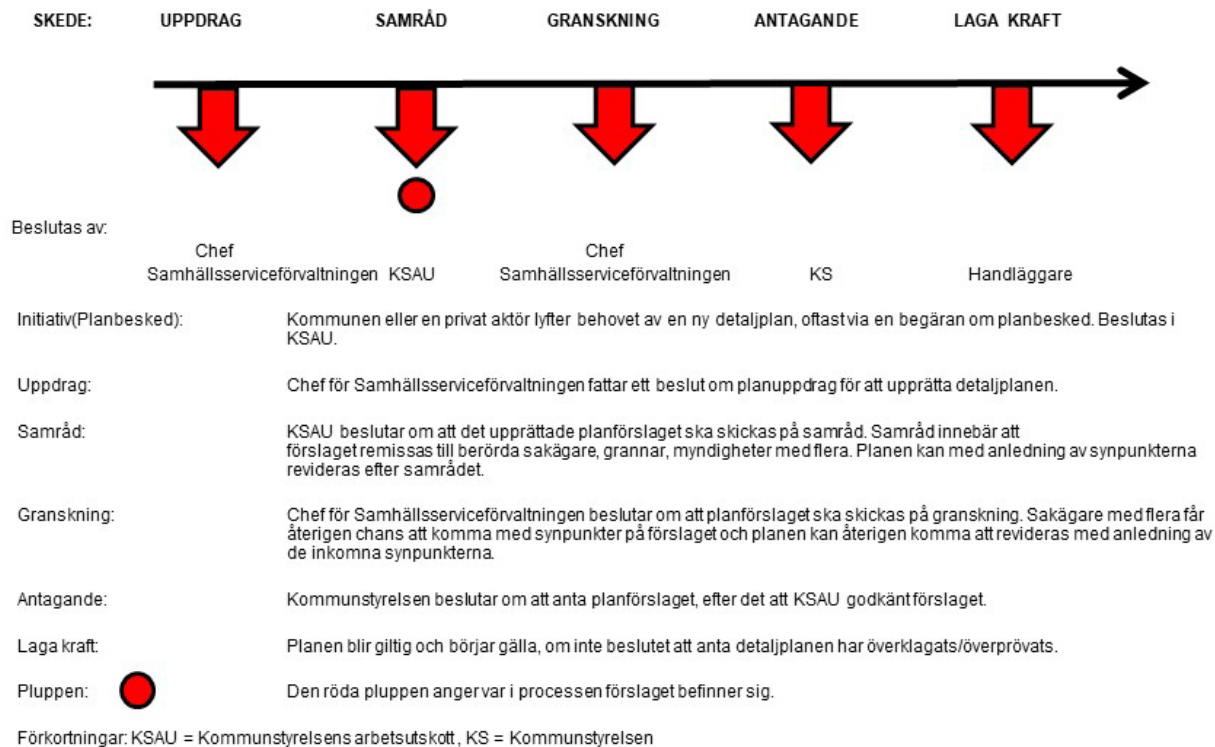 SKEDE: UPPDRAG SAMRÅD GRANSKNING ANTAGANDE LAGA KRAFT
Beslutas av:
Chef Chef
Samhällsserviceförvaltningen KSAU Samhällsserviceförvaltningen KS Handläggare
Initiativ(Planbesked): Kommunen eller en privat aktör lyfter behovet av en ny detaljplan, oftast via en begäran om planbesked. Beslutas i
KSAU.
Uppdrag: Chef för Samhällsserviceförvaltningen fattar ett beslut om planuppdrag för att upprätta detaljplanen.
Samråd: KSAU beslutar om att det upprättade planförslaget ska skickas på samråd. Samråd innebär att
förslaget remissas till berörda sakägare, grannar, myndigheter med flera. Planen kan med anledning av synpunkterna
revideras efter samrådet.
Granskning: Chef för Samhällsserviceförvaltningen beslutar om att planförslaget ska skickas på granskning. Sakägare med flera får
återigen chans att komma med synpunkter på förslaget och planen kan återigen komma att revideras med anledning av
de inkomna synpunkterna.
Antagande: Kommunstyrelsen beslutar om att anta planförslaget, efter det att KSAU godkänt förslaget.
Laga kraft: Planen blir giltig och börjar gälla, om inte beslutet att anta detaljplanen har överklagats/överprövats.
Pluppen: Den röda pluppen anger var i processen förslaget befinner sig.
Förkortningar: KSAU = Kommunstyrelsens arbetsutskott, KS = Kommunstyrelsen